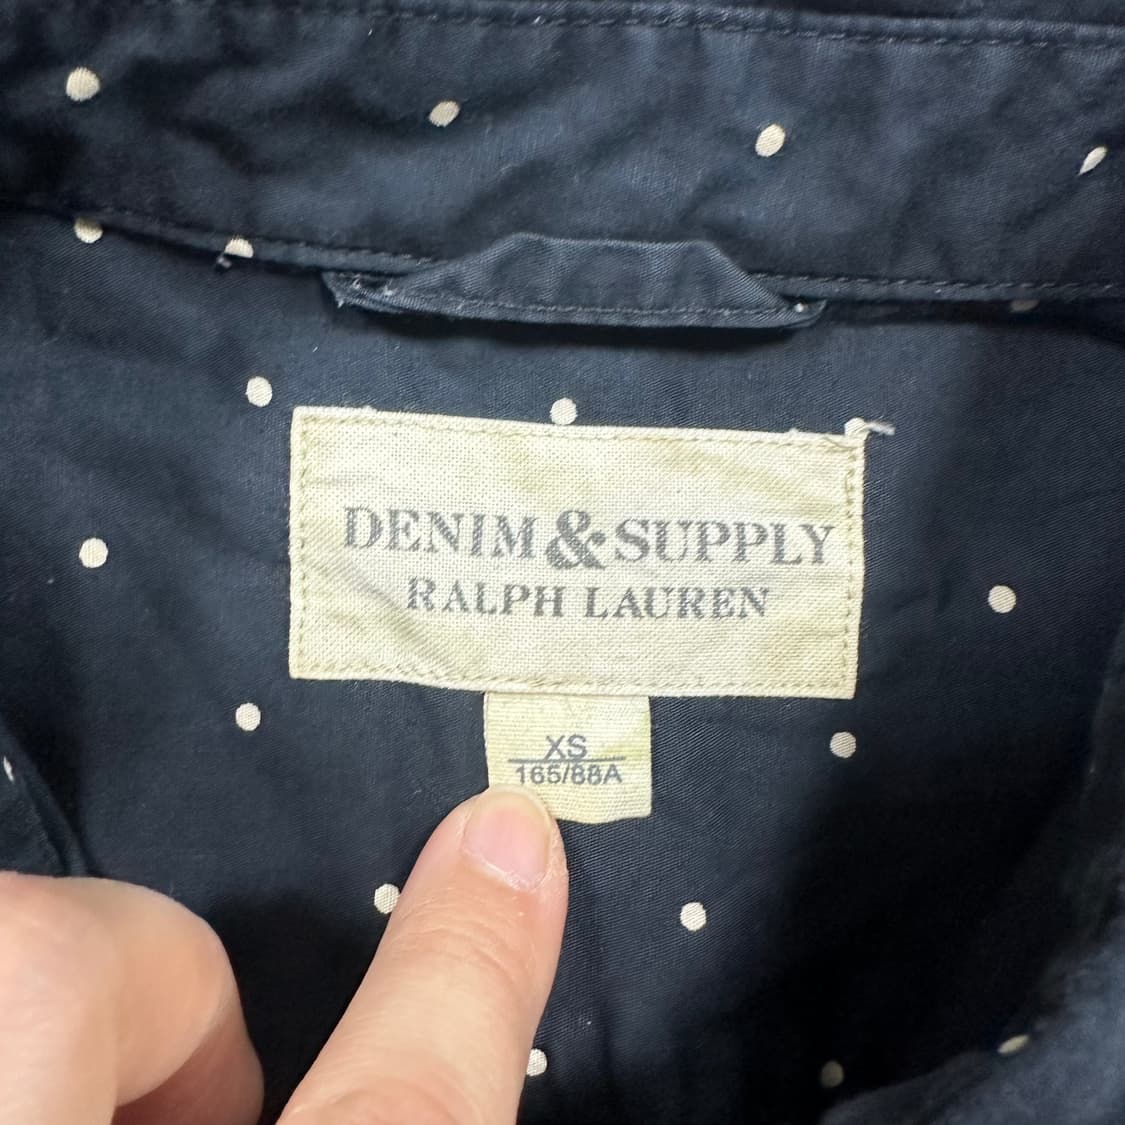 DENIM & SUPPLY
RALPH LAUREN
XS
165/88A